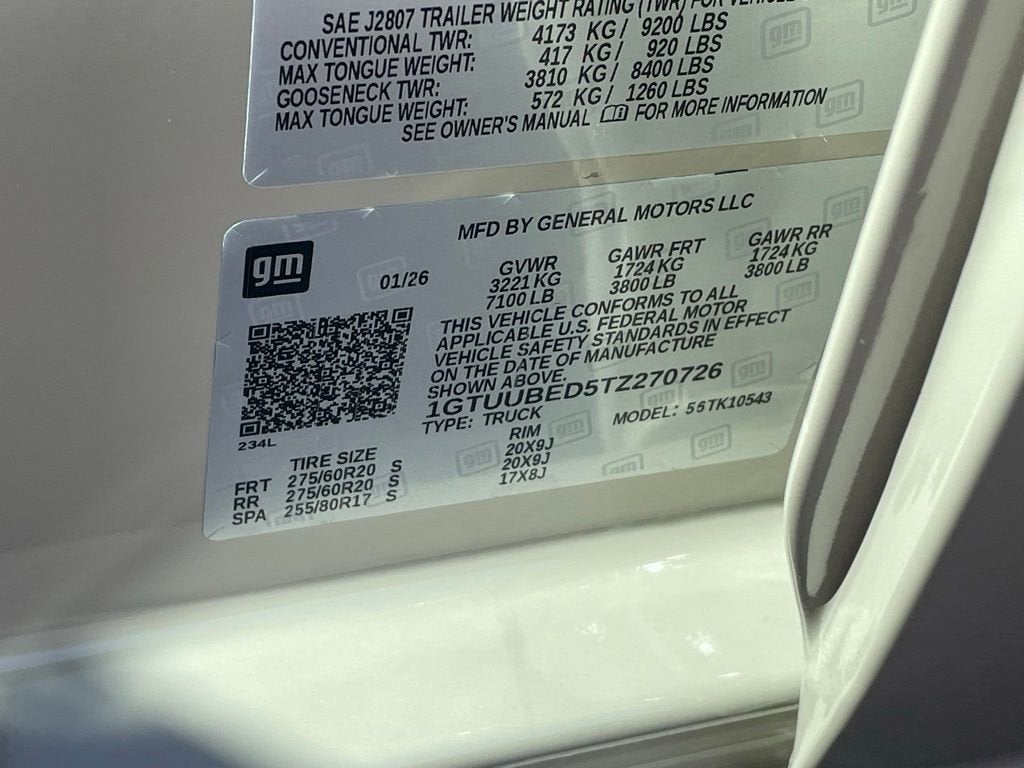 SAE J2807 TRAILER WEIGHT RATING (TWR) FOR
CONVENTIONAL TWR: 4173 KG / 9200 LBS
MAX TONGUE WEIGHT: 417 KG / 920 LBS
GOOSENECK TWR: 3810 KG / 8400 LBS
MAX TONGUE WEIGHT: 572 KG / 1260 LBS
SEE OWNER'S MANUAL FOR MORE INFORMATION
MFD BY GENERAL MOTORS LLC
gm
01/26
GVWR GAWR FRT GAWR RR
3221 KG 1724 KG 1724 KG
7100 LB 3800 LB 3800 LB
THIS VEHICLE CONFORMS TO ALL
APPLICABLE U.S. FEDERAL MOTOR
VEHICLE SAFETY STANDARDS IN EFFECT
ON THE DATE OF MANUFACTURE
SHOWN ABOVE.
1GTUUBED5TZ270726
TYPE: TRUCK MODEL: 56TK10543
234L
TIRE SIZE RIM
FRT 275/60R20 S 20X9J
RR 275/60R20 S 20X9J
SPA 255/80R17 S 17X8J